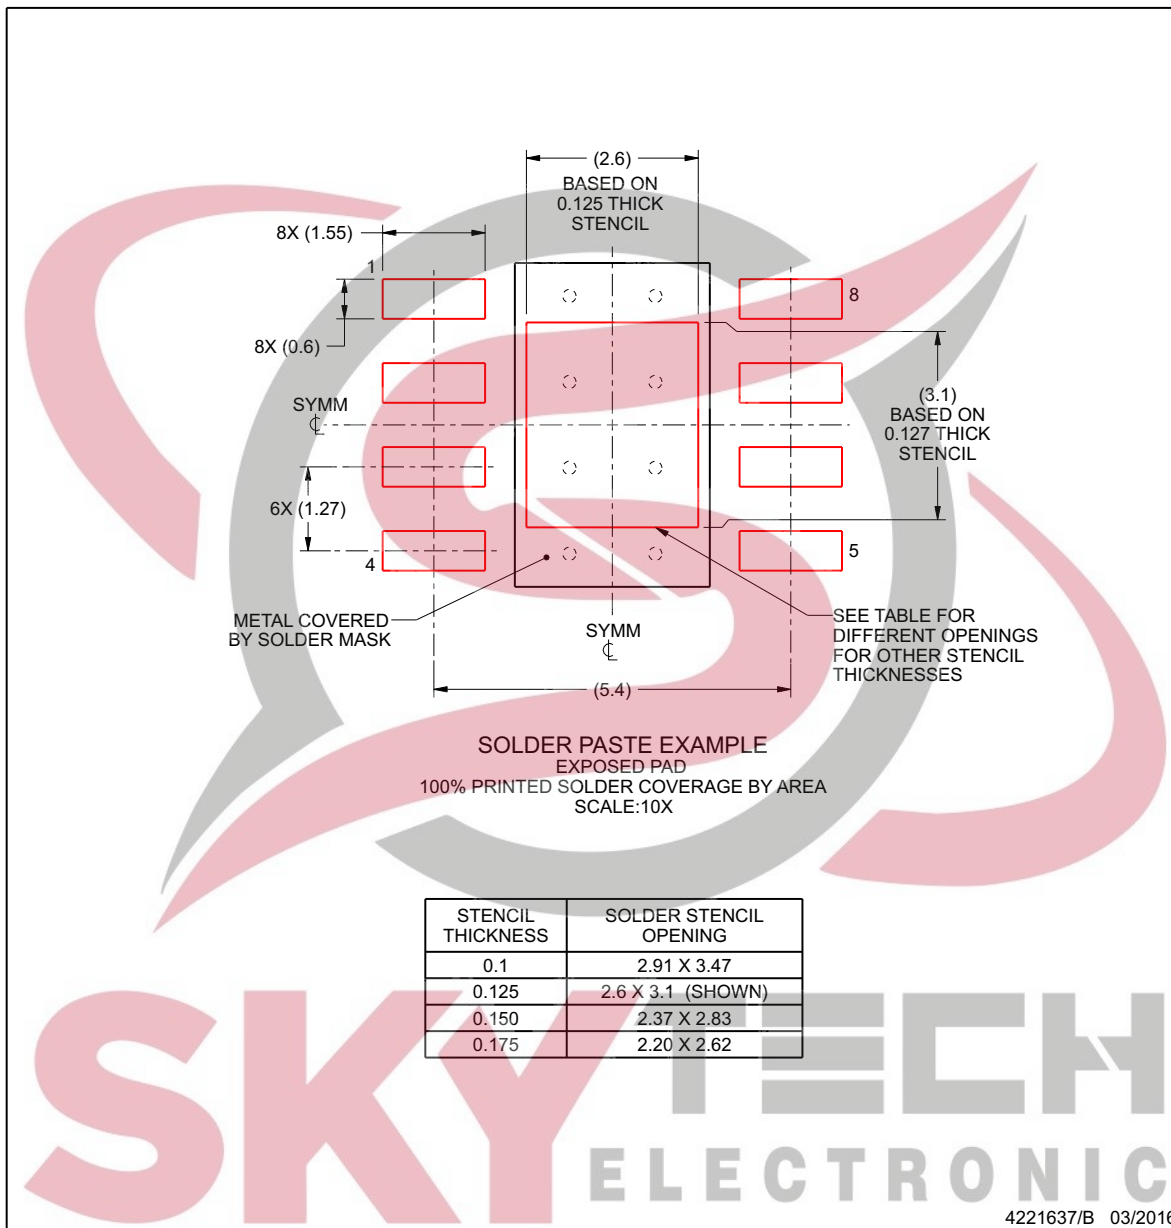 (2.6)
BASED ON
0.125 THICK
STENCIL
8X (1.55)
1
8
8X (0.6)
SYMM
(3.1)
BASED ON
0.127 THICK
STENCIL
6X (1.27)
4
5
METAL COVERED
BY SOLDER MASK
SYMM
SEE TABLE FOR
DIFFERENT OPENINGS
FOR OTHER STENCIL
THICKNESSES
(5.4)
SOLDER PASTE EXAMPLE
EXPOSED PAD
100% PRINTED SOLDER COVERAGE BY AREA
SCALE:10X
STENCIL THICKNESS SOLDER STENCIL OPENING
0.1 2.91 X 3.47
0.125 2.6 X 3.1 (SHOWN)
0.150 2.37 X 2.83
0.175 2.20 X 2.62
SKYTECH
ELECTRONIC
4221637/B 03/2016